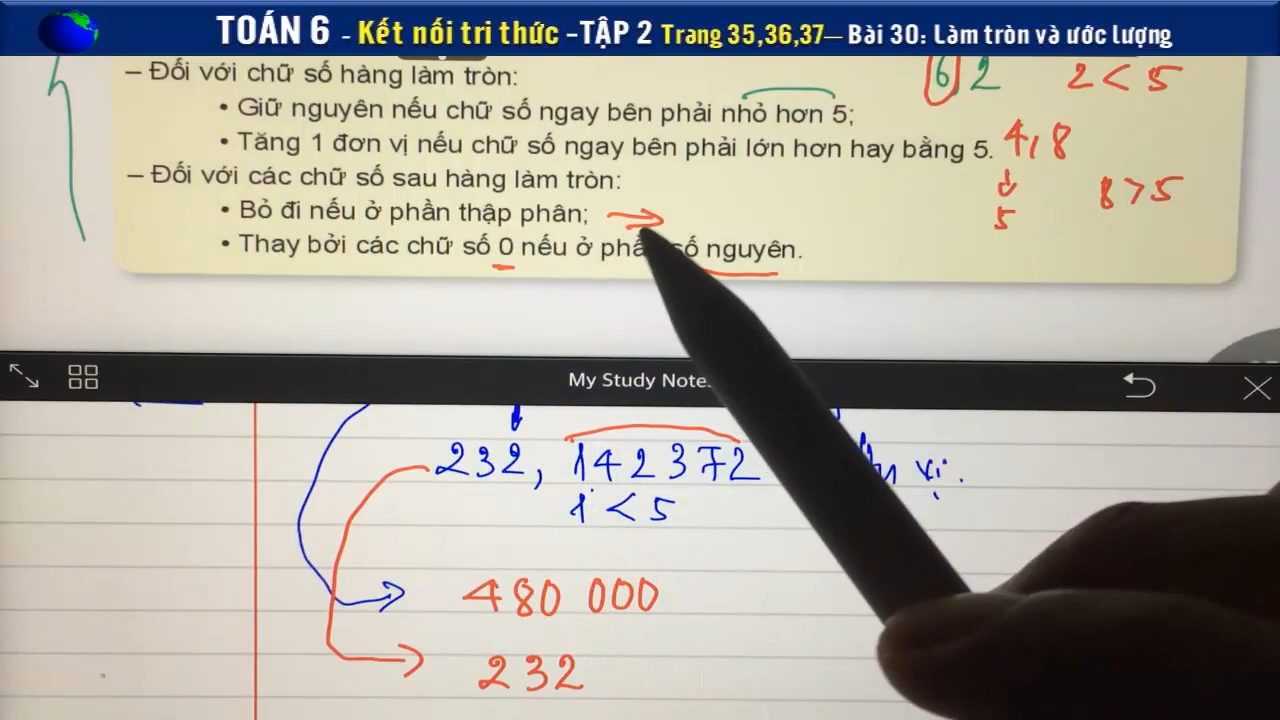 TOÁN 6 - Kết nối tri thức -TẬP 2 Trang 35,36,37- Bài 30: Làm tròn và ước lượng
– Đối với chữ số hàng làm tròn:
6,2 2 < 5
• Giữ nguyên nếu chữ số ngay bên phải nhỏ hơn 5;
• Tăng 1 đơn vị nếu chữ số ngay bên phải lớn hơn hay bằng 5.
4,8
– Đối với các chữ số sau hàng làm tròn:
8 > 5
5
• Bỏ đi nếu ở phần thập phân;
• Thay bởi các chữ số 0 nếu ở số nguyên.
My Study Note
232, 142372 vị.
1 < 5
480 000
232